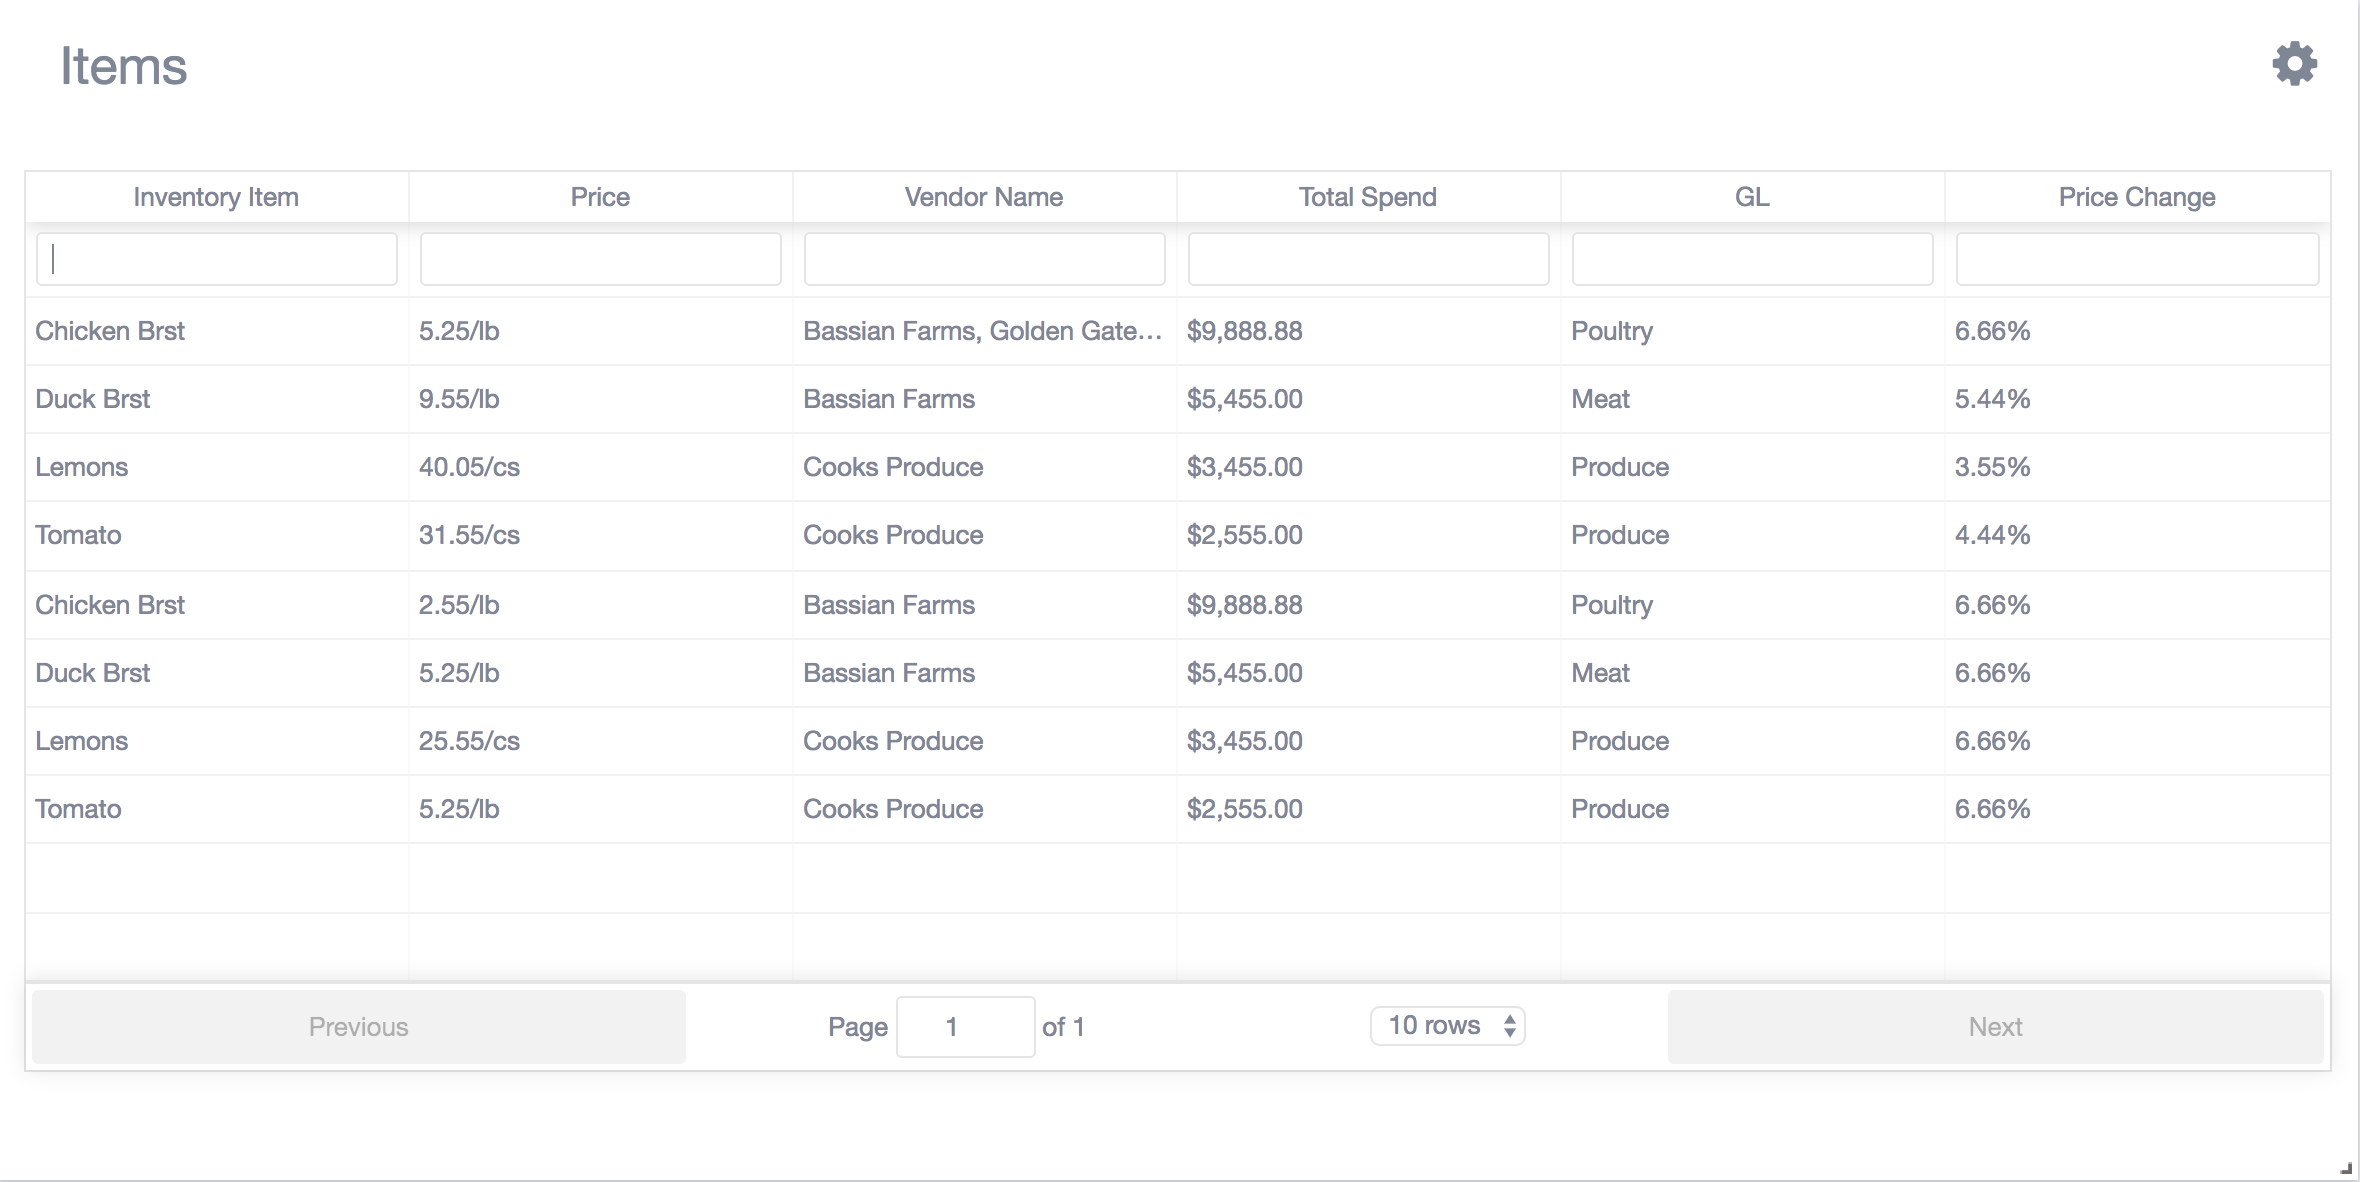 Items
Inventory Item Price Vendor Name Total Spend GL Price Change
Chicken Brst 5.25/lb Bassian Farms, Golden Gate... $9,888.88 Poultry 6.66%
Duck Brst 9.55/lb Bassian Farms $5,455.00 Meat 5.44%
Lemons 40.05/cs Cooks Produce $3,455.00 Produce 3.55%
Tomato 31.55/cs Cooks Produce $2,555.00 Produce 4.44%
Chicken Brst 2.55/lb Bassian Farms $9,888.88 Poultry 6.66%
Duck Brst 5.25/lb Bassian Farms $5,455.00 Meat 6.66%
Lemons 25.55/cs Cooks Produce $3,455.00 Produce 6.66%
Tomato 5.25/lb Cooks Produce $2,555.00 Produce 6.66%
Previous Page 1 of 1 10 rows Next